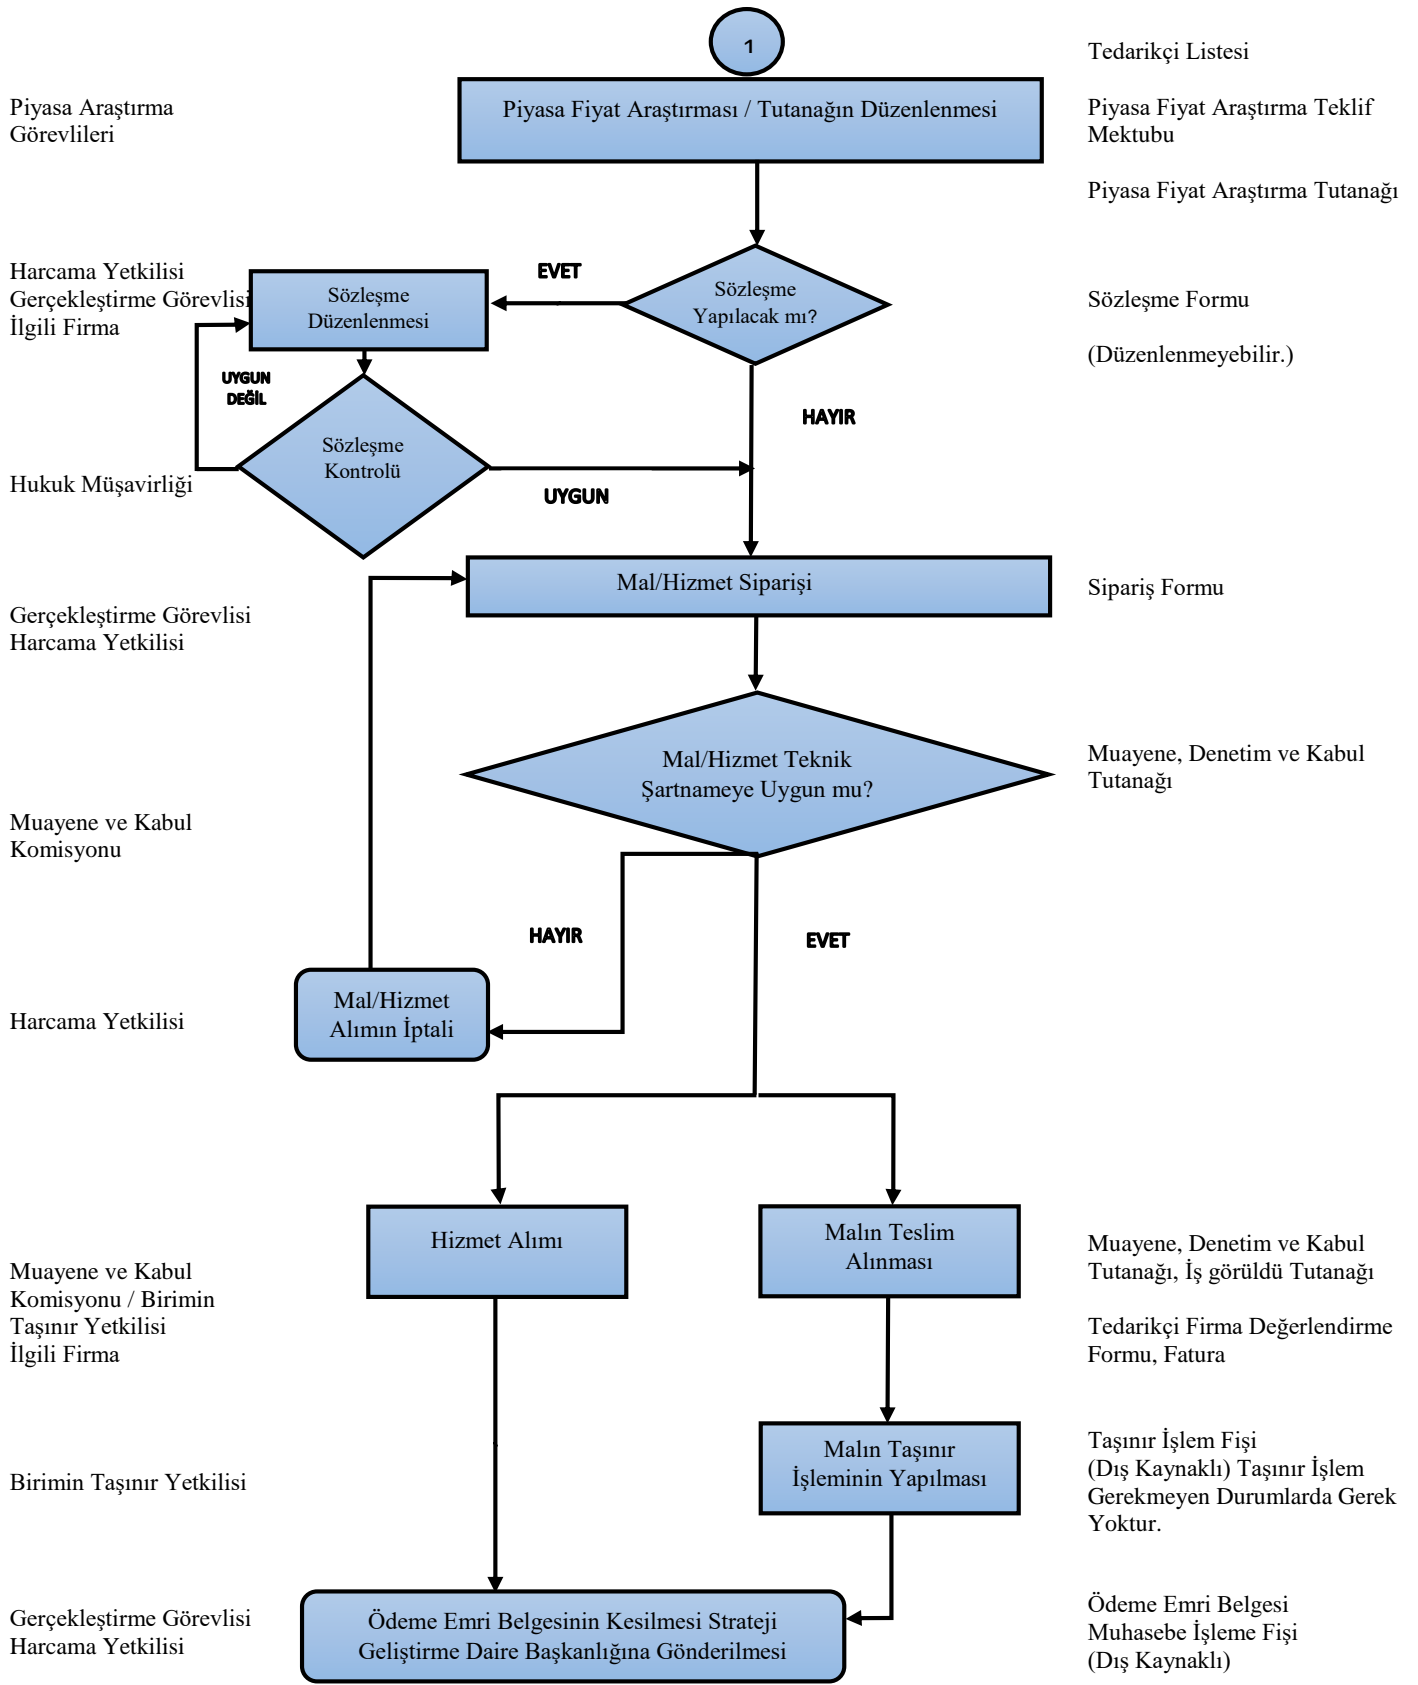 1
Tedarikçi Listesi
Piyasa Araştırma
Görevlileri
Piyasa Fiyat Araştırması / Tutanağın Düzenlenmesi
Piyasa Fiyat Araştırma Teklif
Mektubu
Piyasa Fiyat Araştırma Tutanağı
Harcama Yetkilisi
Gerçekleştirme Görevlisi
İlgili Firma
Sözleşme
Düzenlenmesi
EVET
Sözleşme
Yapılacak mı?
Sözleşme Formu
(Düzenlenmeyebilir.)
UYGUN
DEĞİL
HAYIR
Hukuk Müşavirliği
Sözleşme
Kontrolü
UYGUN
Gerçekleştirme Görevlisi
Harcama Yetkilisi
Mal/Hizmet Siparişi
Sipariş Formu
Mal/Hizmet Teknik
Şartnameye Uygun mu?
Muayene, Denetim ve Kabul
Tutanağı
Muayene ve Kabul
Komisyonu
HAYIR
EVET
Harcama Yetkilisi
Mal/Hizmet
Alımın İptali
Muayene ve Kabul
Komisyonu / Birimin
Taşınır Yetkilisi
İlgili Firma
Hizmet Alımı
Malın Teslim
Alınması
Muayene, Denetim ve Kabul
Tutanağı, İş görüldü Tutanağı
Tedarikçi Firma Değerlendirme
Formu, Fatura
Birimin Taşınır Yetkilisi
Malın Taşınır
İşleminin Yapılması
Taşınır İşlem Fişi
(Dış Kaynaklı) Taşınır İşlem
Gerekmeyen Durumlarda Gerek
Yoktur.
Gerçekleştirme Görevlisi
Harcama Yetkilisi
Ödeme Emri Belgesinin Kesilmesi Strateji
Geliştirme Daire Başkanlığına Gönderilmesi
Ödeme Emri Belgesi
Muhasebe İşleme Fişi
(Dış Kaynaklı)